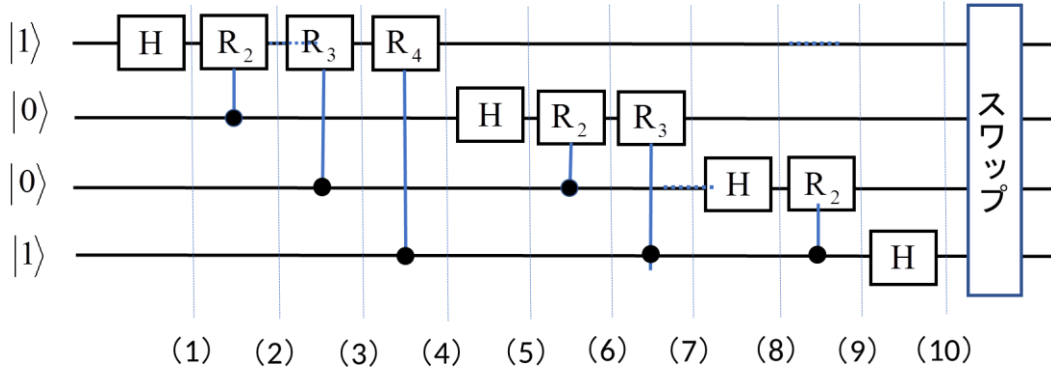 |1⟩ H R₂ R₃ R₄
|0⟩ H R₂ R₃
|0⟩ H R₂
|1⟩ H
スワップ
(1) (2) (3) (4) (5) (6) (7) (8) (9) (10)